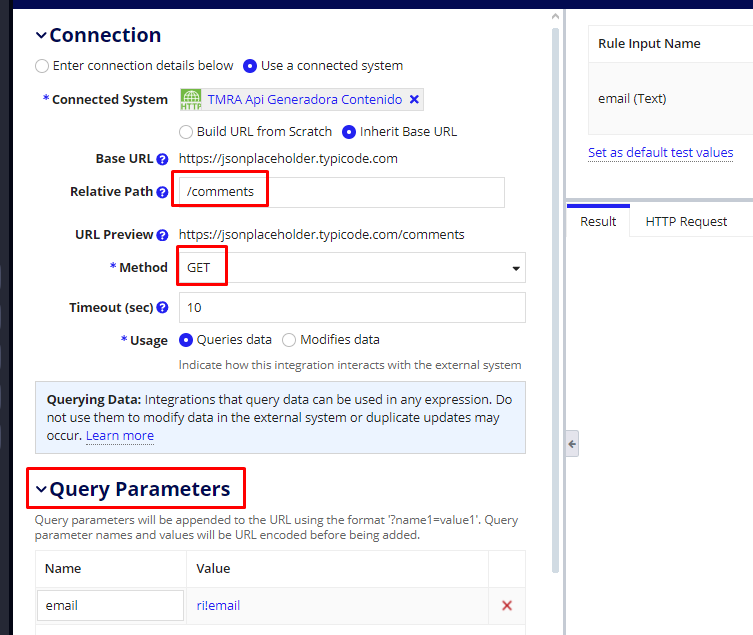 Connection
Enter connection details below
Use a connected system
* Connected System
HTTP
TMRA Api Generadora Contenido
Build URL from Scratch
Inherit Base URL
Base URL
https://jsonplaceholder.typicode.com
Relative Path
/comments
URL Preview
https://jsonplaceholder.typicode.com/comments
* Method
GET
Timeout (sec)
10
* Usage
Queries data
Modifies data
Indicate how this integration interacts with the external system
Querying Data: Integrations that query data can be used in any expression. Do
not use them to modify data in the external system or duplicate updates may
occur. Learn more
Query Parameters
Query parameters will be appended to the URL using the format '?name1=value1'. Query
parameter names and values will be URL encoded before being added.
Name
Value
email
ri!email
Rule Input Name
email (Text)
Set as default test values
Result
HTTP Request